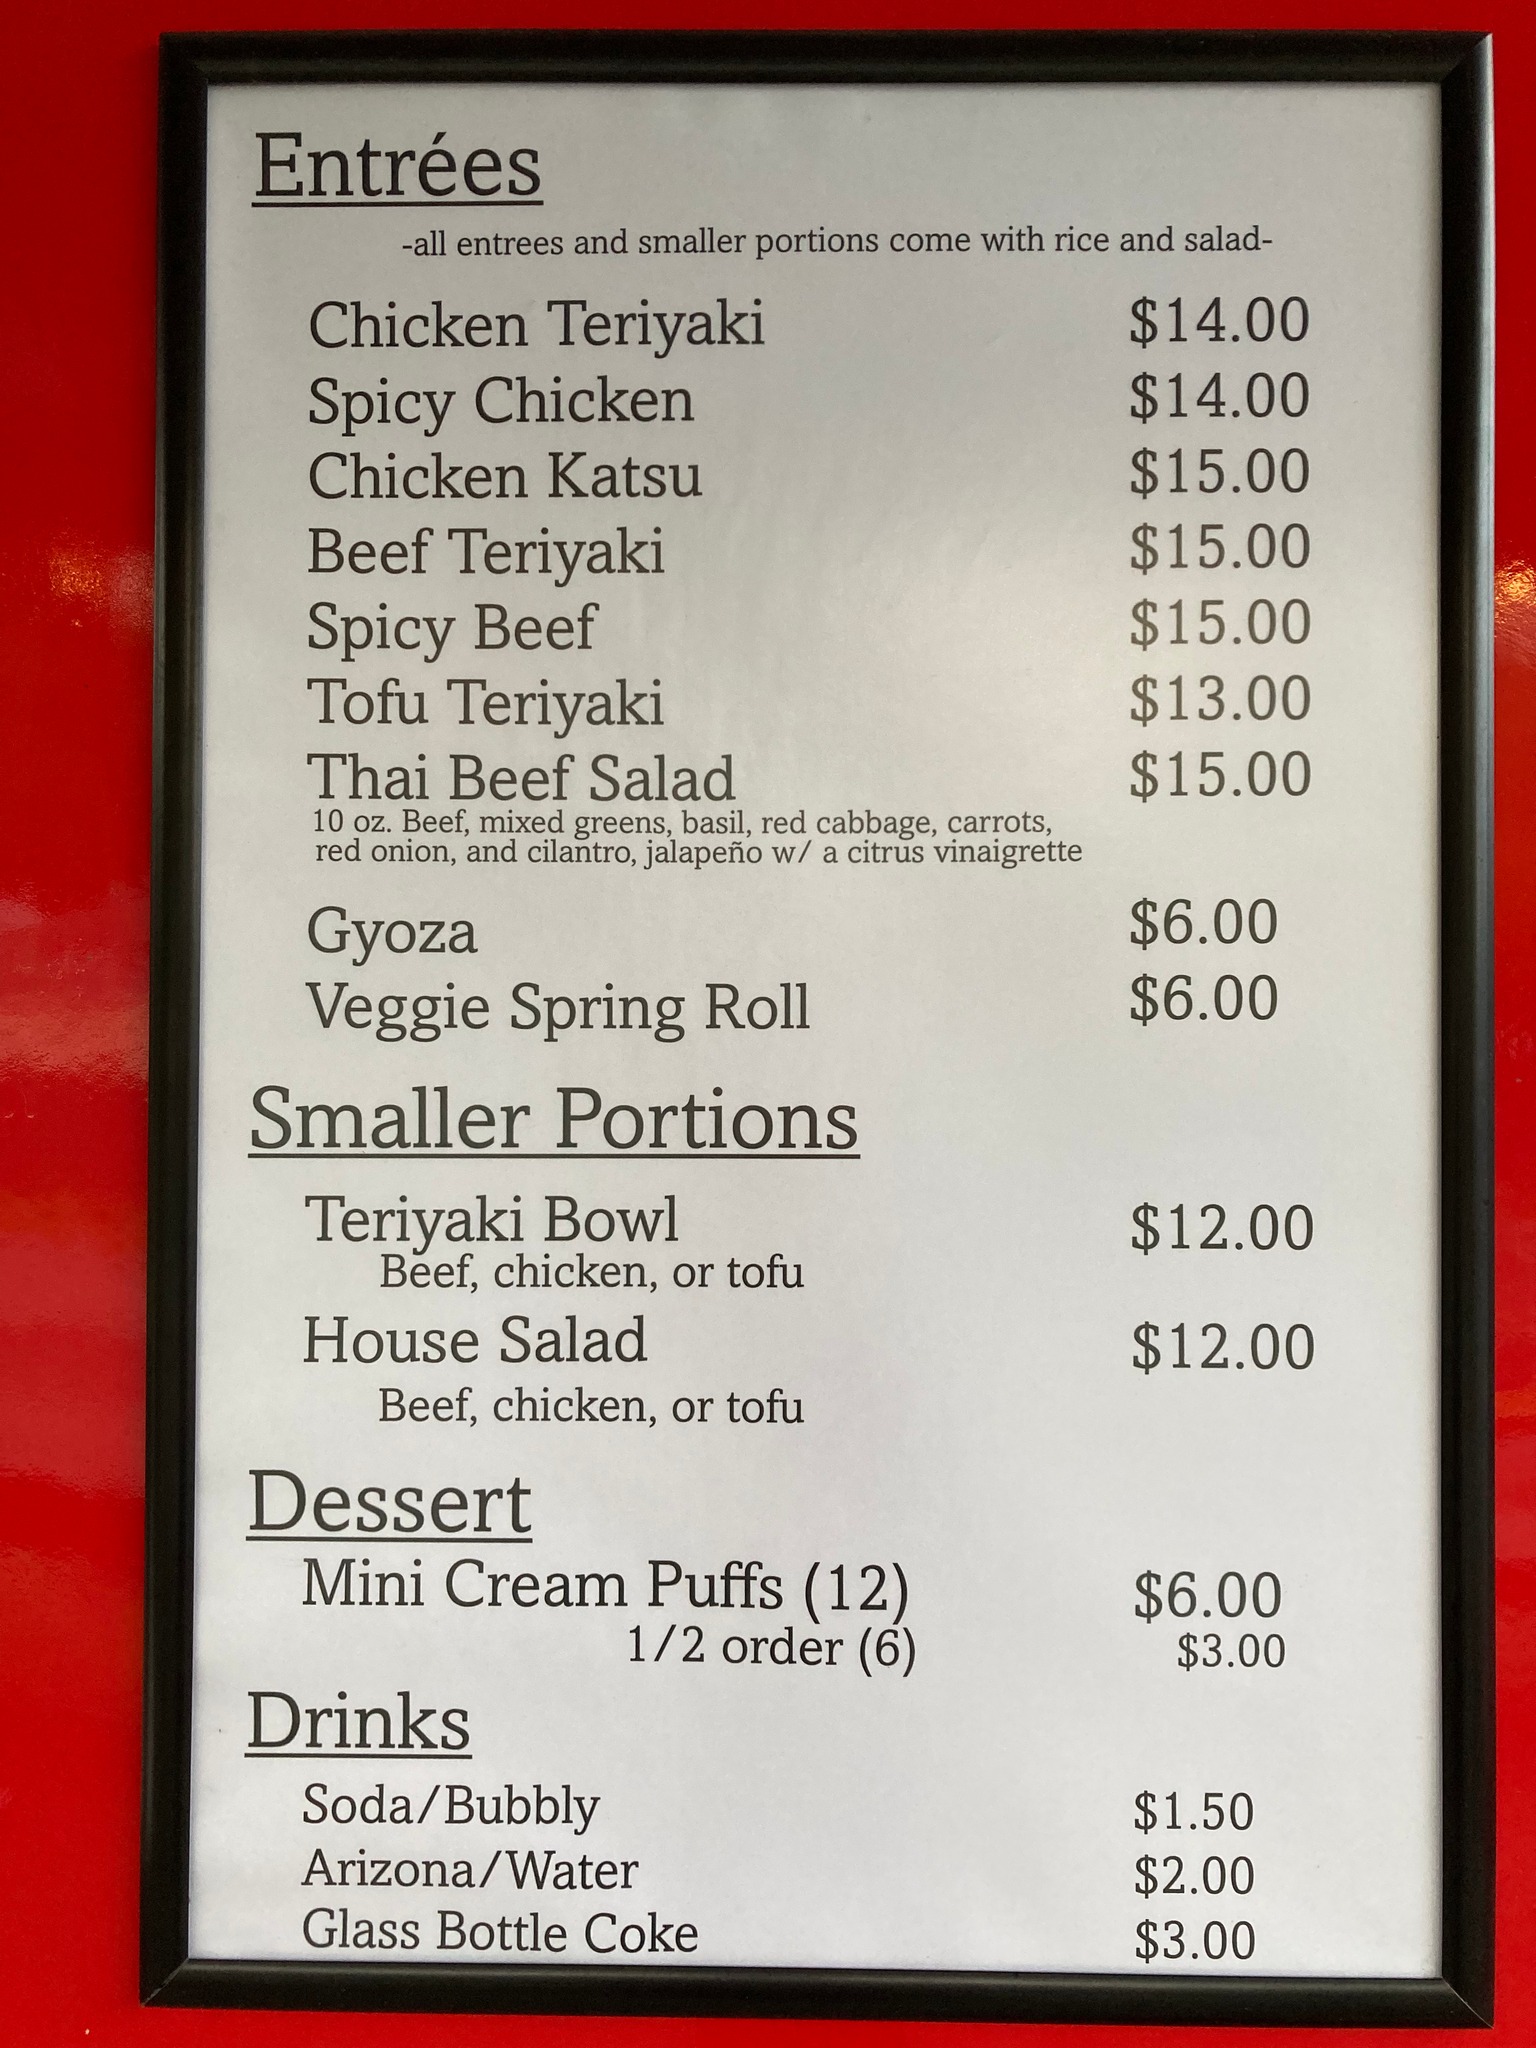 Entrées
-all entrees and smaller portions come with rice and salad-
Chicken Teriyaki $14.00
Spicy Chicken $14.00
Chicken Katsu $15.00
Beef Teriyaki $15.00
Spicy Beef $15.00
Tofu Teriyaki $13.00
Thai Beef Salad $15.00
10 oz. Beef, mixed greens, basil, red cabbage, carrots,
red onion, and cilantro, jalapeño w/ a citrus vinaigrette
Gyoza $6.00
Veggie Spring Roll $6.00
Smaller Portions
Teriyaki Bowl $12.00
Beef, chicken, or tofu
House Salad $12.00
Beef, chicken, or tofu
Dessert
Mini Cream Puffs (12) $6.00
1/2 order (6) $3.00
Drinks
Soda/Bubbly $1.50
Arizona/Water $2.00
Glass Bottle Coke $3.00